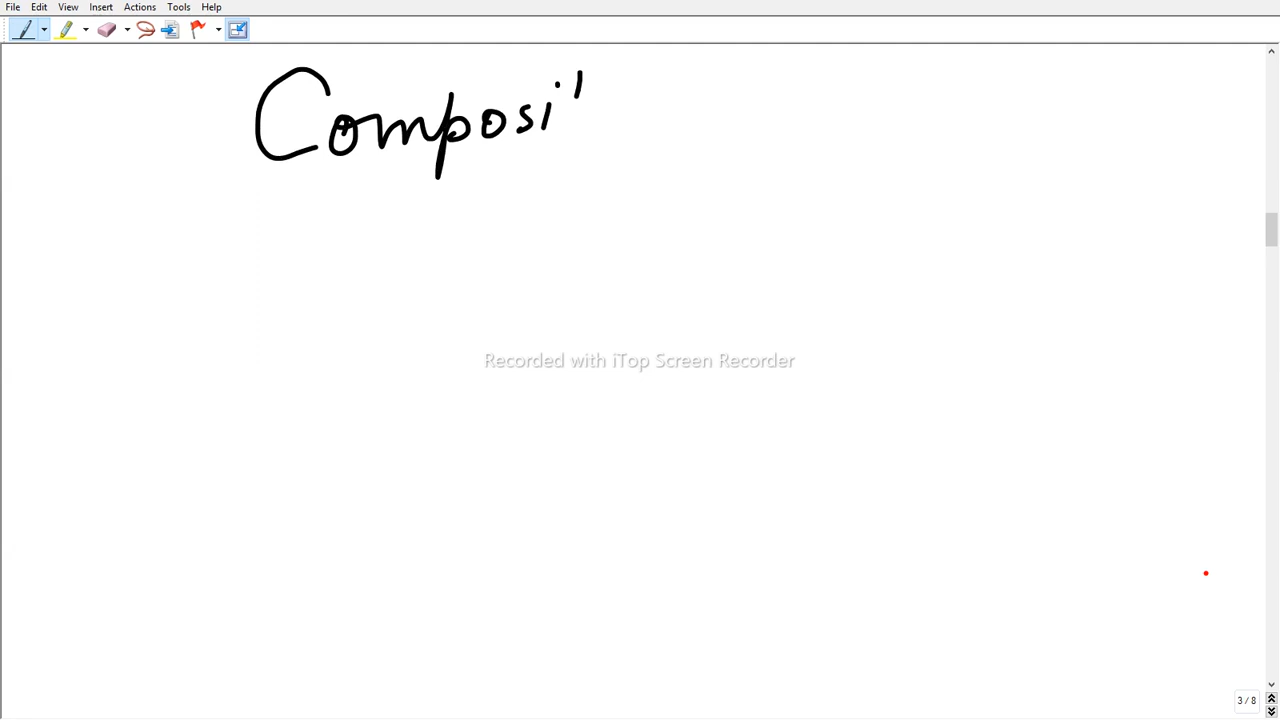 File Edit View Insert Actions Tools Help
Composi'
Recorded with iTop Screen Recorder
3 / 8